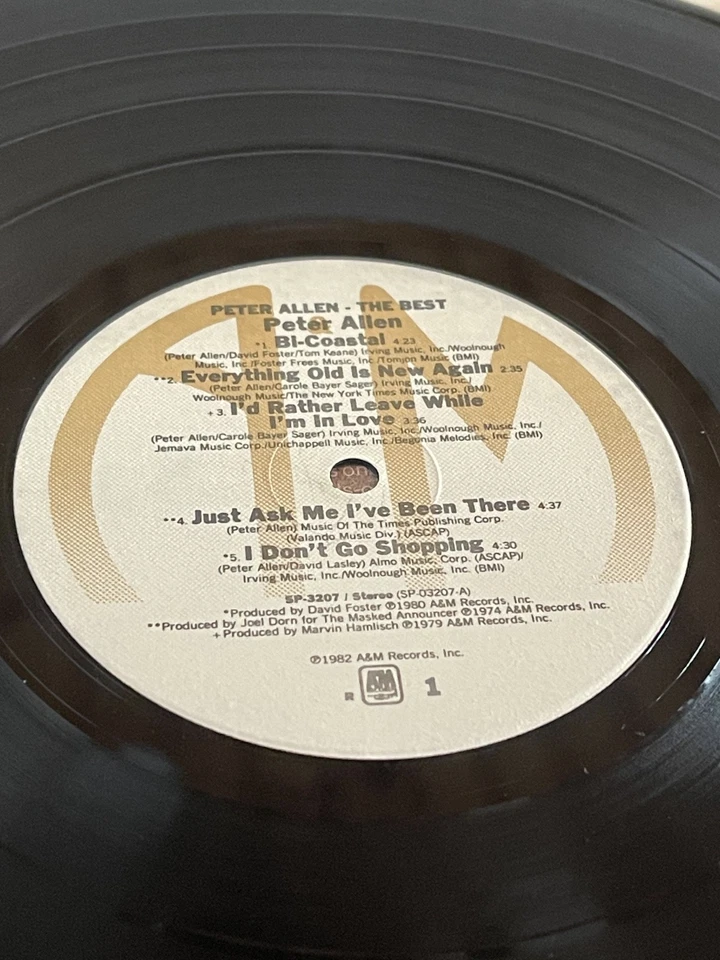 PETER ALLEN - THE BEST
Peter Allen
*1. BI-Coastal 4:23
(Peter Allen/David Foster/Tom Keane) Irving Music, Inc./Woolnough
Music, Inc./Foster Frees Music, Inc./Tomjon Music (BMI)
**2. Everything Old Is New Again 2:35
(Peter Allen/Carole Bayer Sager) Irving Music, Inc./
Woolnough Music/The New York Times Music Corp. (BMI)
+3. I'd Rather Leave While
I'm In Love 3:36
(Peter Allen/Carole Bayer Sager) Irving Music, Inc./Woolnough Music, Inc./
Jemava Music Corp./Unichappell Music, Inc./Begonia Melodies, Inc. (BMI)
**4. Just Ask Me I've Been There 4:37
(Peter Allen) Music Of The Times Publishing Corp.
(Valando Music Div.) (ASCAP)
*5. I Don't Go Shopping 4:30
(Peter Allen/David Lasley) Almo Music, Corp. (ASCAP)/
Irving Music, Inc./Woolnough Music, Inc. (BMI)
SP-3207 / Stereo (SP-03207-A)
*Produced by David Foster ℗1980 A&M Records, Inc.
**Produced by Joel Dorn for The Masked Announcer ℗1974 A&M Records, Inc.
+Produced by Marvin Hamlisch ℗1979 A&M Records, Inc.
℗1982 A&M Records, Inc.
R A&M 1